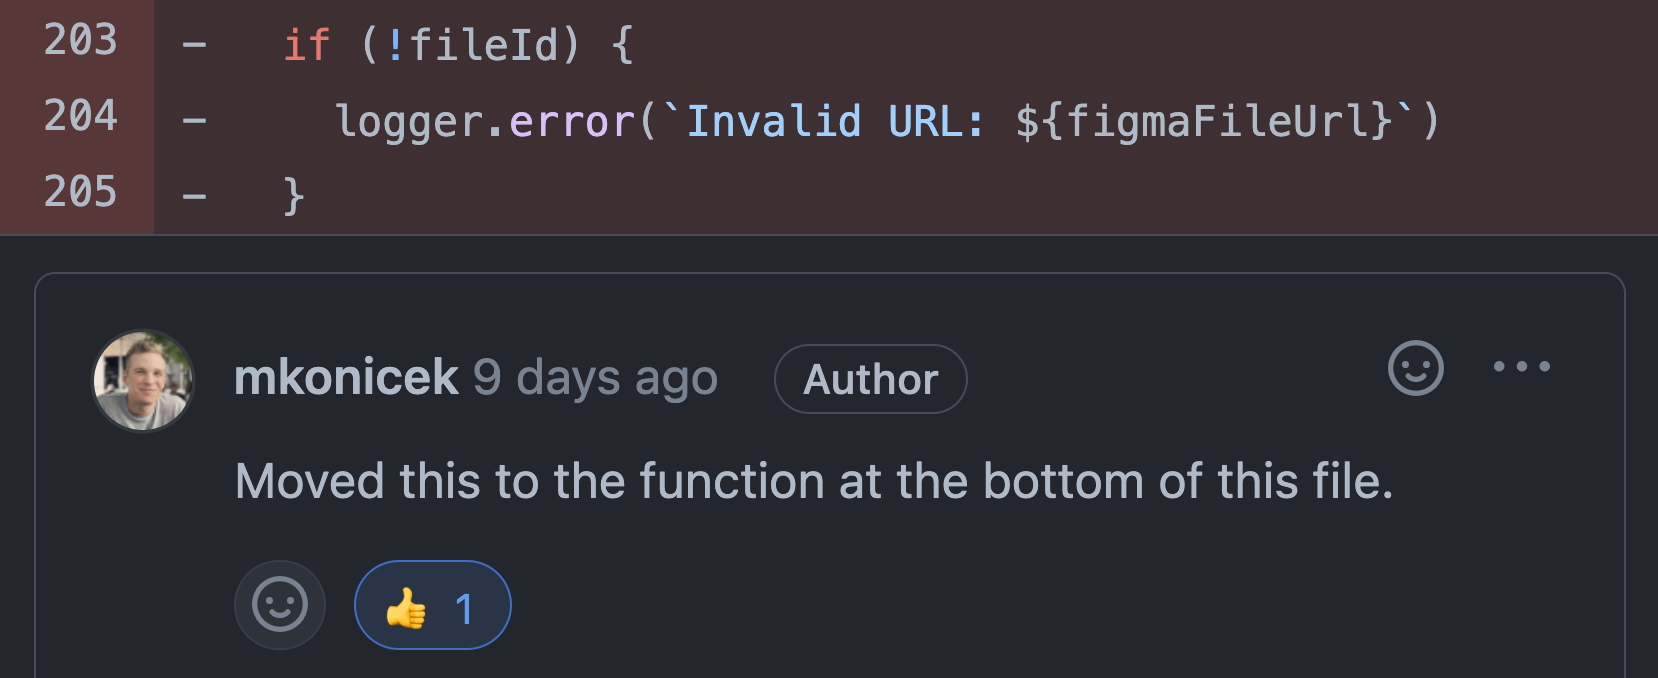 203 - if (!fileId) {
204 - logger.error(`Invalid URL: ${figmaFileUrl}`)
205 - }
mkonicek 9 days ago Author
Moved this to the function at the bottom of this file.
👍 1